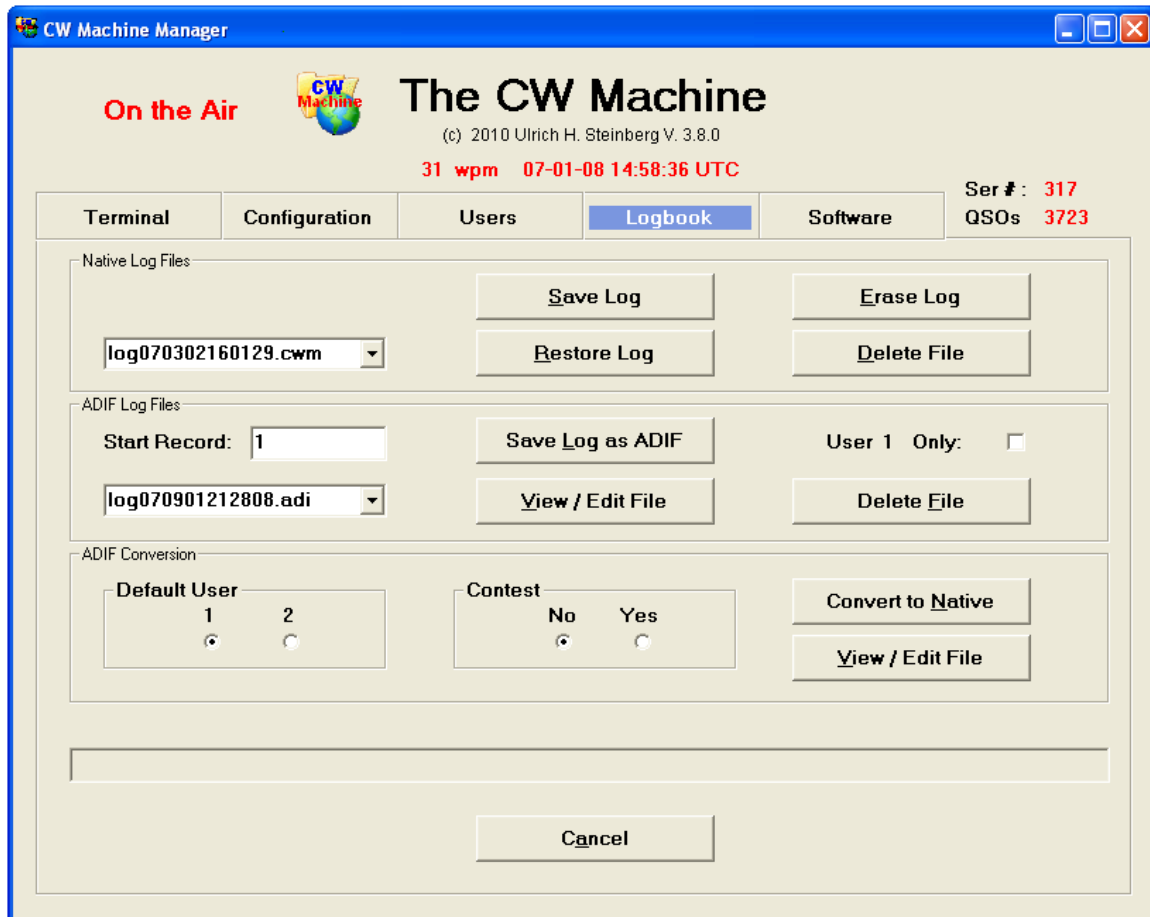 CW Machine Manager
On the Air
CW
Machine
The CW Machine
(c) 2010 Ulrich H. Steinberg V. 3.8.0
31 wpm 07-01-08 14:58:36 UTC
Ser #: 317
QSOs 3723
Terminal Configuration Users Logbook Software
Native Log Files
Save Log Erase Log
log070302160129.cwm Restore Log Delete File
ADIF Log Files
Start Record: 1 Save Log as ADIF User 1 Only:
log070901212808.adi View / Edit File Delete File
ADIF Conversion
Default User Contest
1 2 No Yes Convert to Native
View / Edit File
Cancel